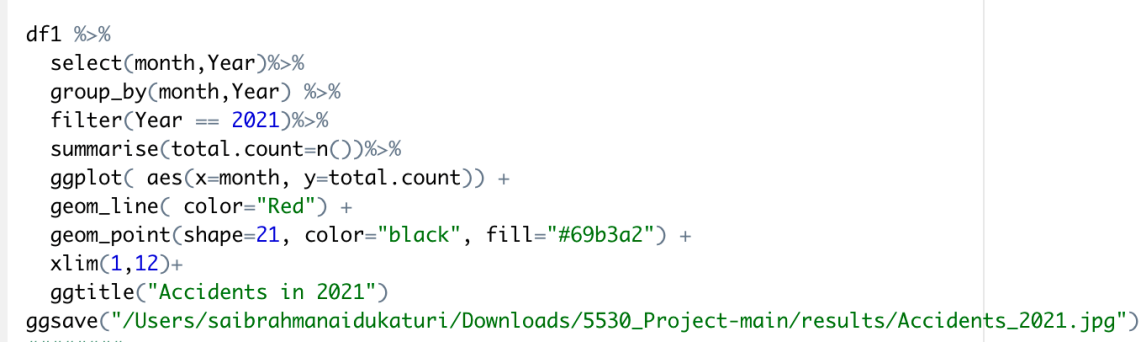 df1 %>%
  select(month,Year)%>%
  group_by(month,Year) %>%
  filter(Year == 2021)%>%
  summarise(total.count=n())%>%
  ggplot( aes(x=month, y=total.count)) +
  geom_line( color="Red") +
  geom_point(shape=21, color="black", fill="#69b3a2") +
  xlim(1,12)+
  ggtitle("Accidents in 2021")
ggsave("/Users/saibrahmanaidukaturi/Downloads/5530_Project-main/results/Accidents_2021.jpg")